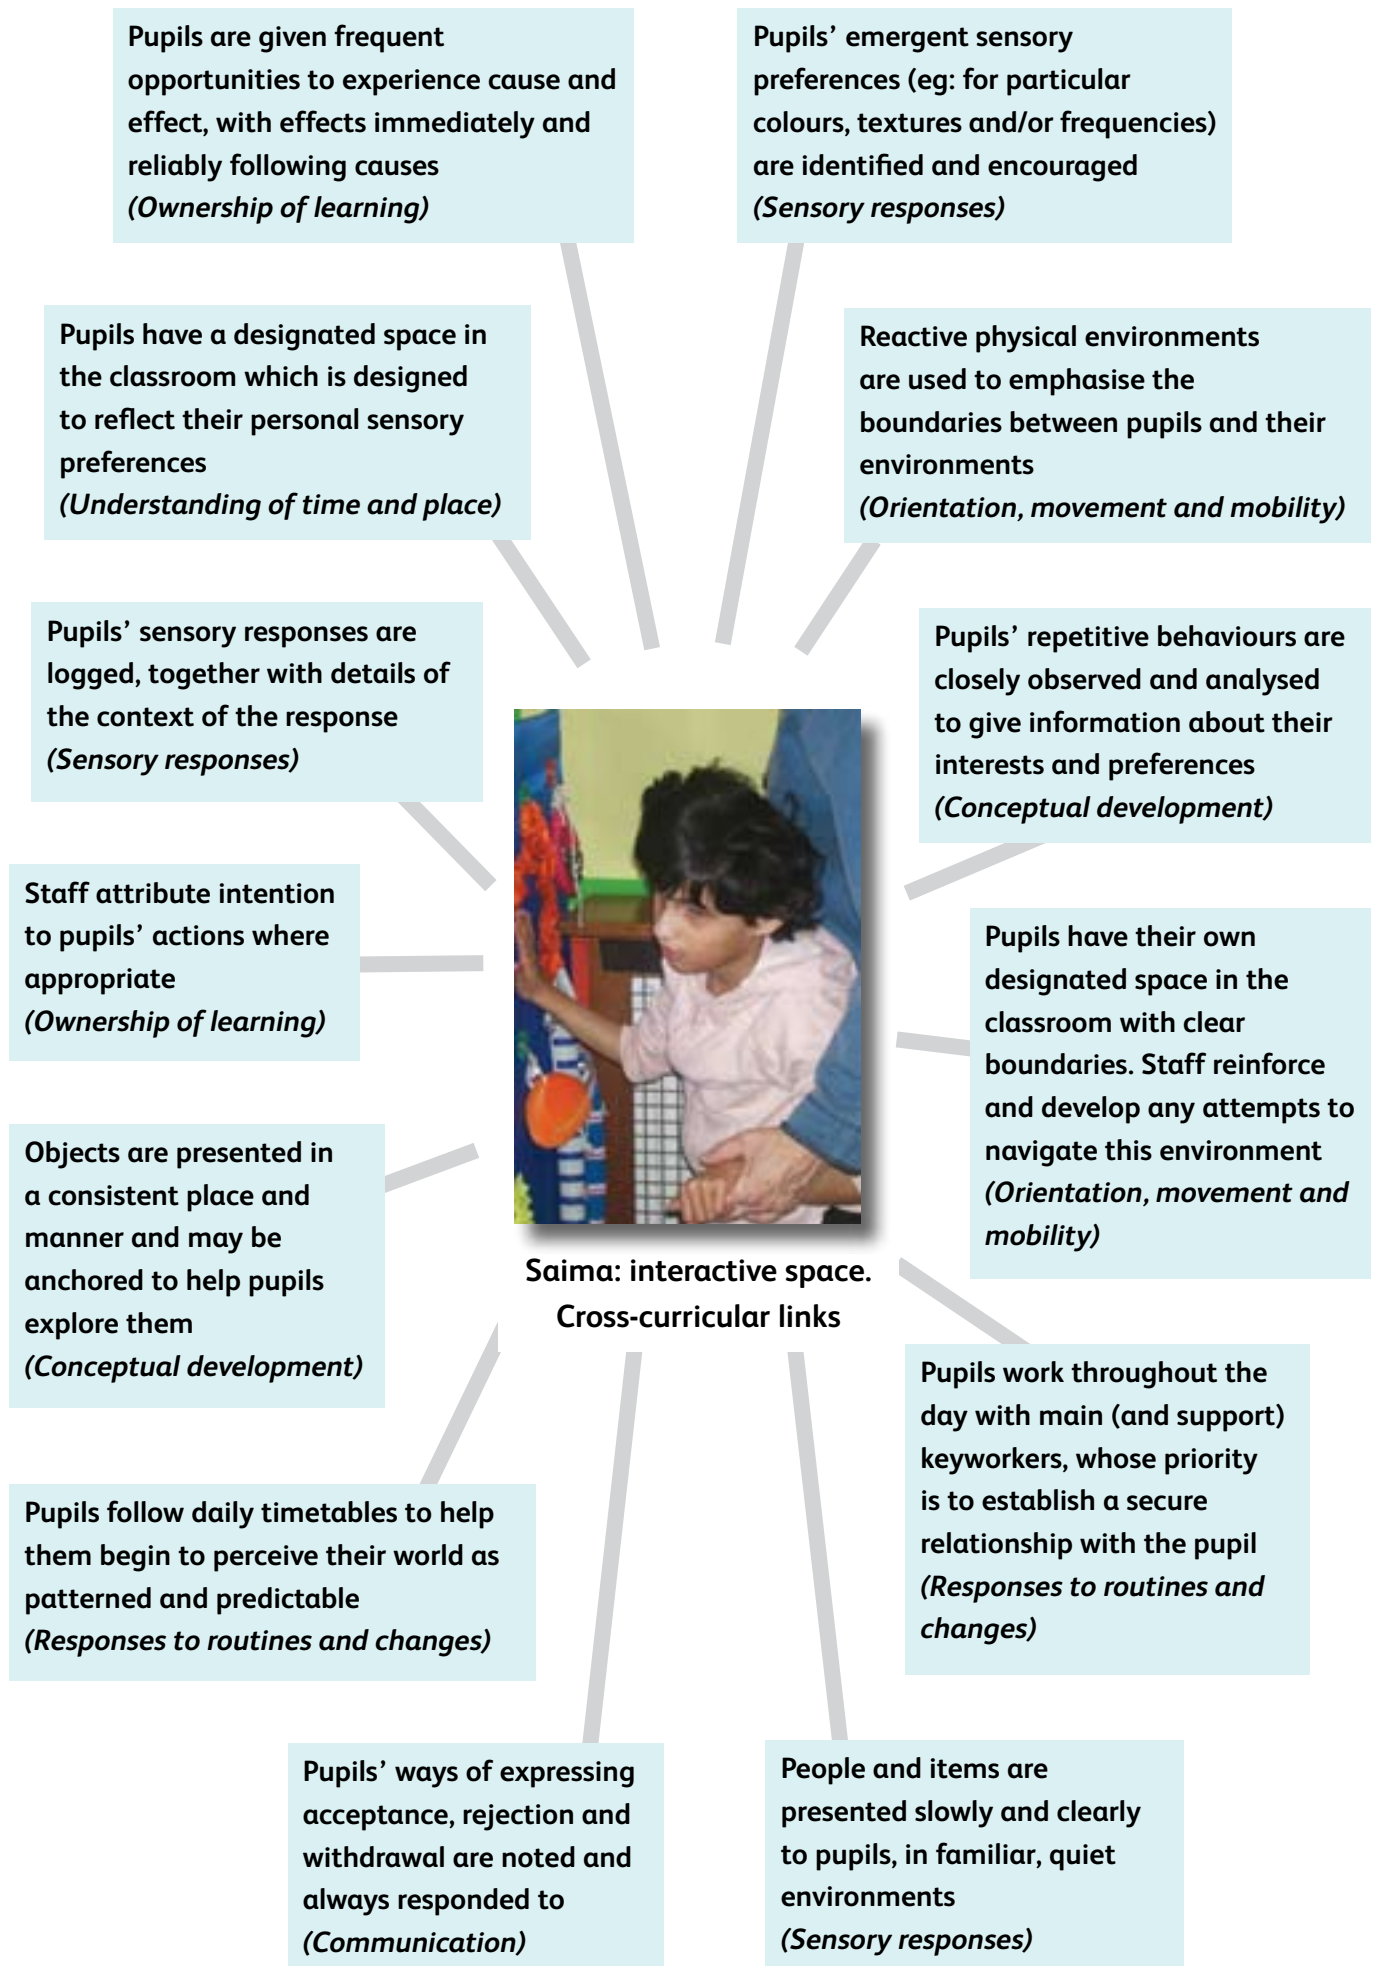 Pupils are given frequent
opportunities to experience cause and
effect, with effects immediately and
reliably following causes
(Ownership of learning)
Pupils’ emergent sensory
preferences (eg: for particular
colours, textures and/or frequencies)
are identified and encouraged
(Sensory responses)
Pupils have a designated space in
the classroom which is designed
to reflect their personal sensory
preferences
(Understanding of time and place)
Reactive physical environments
are used to emphasise the
boundaries between pupils and their
environments
(Orientation, movement and mobility)
Pupils’ sensory responses are
logged, together with details of
the context of the response
(Sensory responses)
Pupils’ repetitive behaviours are
closely observed and analysed
to give information about their
interests and preferences
(Conceptual development)
Staff attribute intention
to pupils’ actions where
appropriate
(Ownership of learning)
Pupils have their own
designated space in the
classroom with clear
boundaries. Staff reinforce
and develop any attempts to
navigate this environment
(Orientation, movement and
mobility)
Objects are presented in
a consistent place and
manner and may be
anchored to help pupils
explore them
(Conceptual development)
Saima: interactive space.
Cross-curricular links
Pupils work throughout the
day with main (and support)
keyworkers, whose priority
is to establish a secure
relationship with the pupil
(Responses to routines and
changes)
Pupils follow daily timetables to help
them begin to perceive their world as
patterned and predictable
(Responses to routines and changes)
Pupils’ ways of expressing
acceptance, rejection and
withdrawal are noted and
always responded to
(Communication)
People and items are
presented slowly and clearly
to pupils, in familiar, quiet
environments
(Sensory responses)